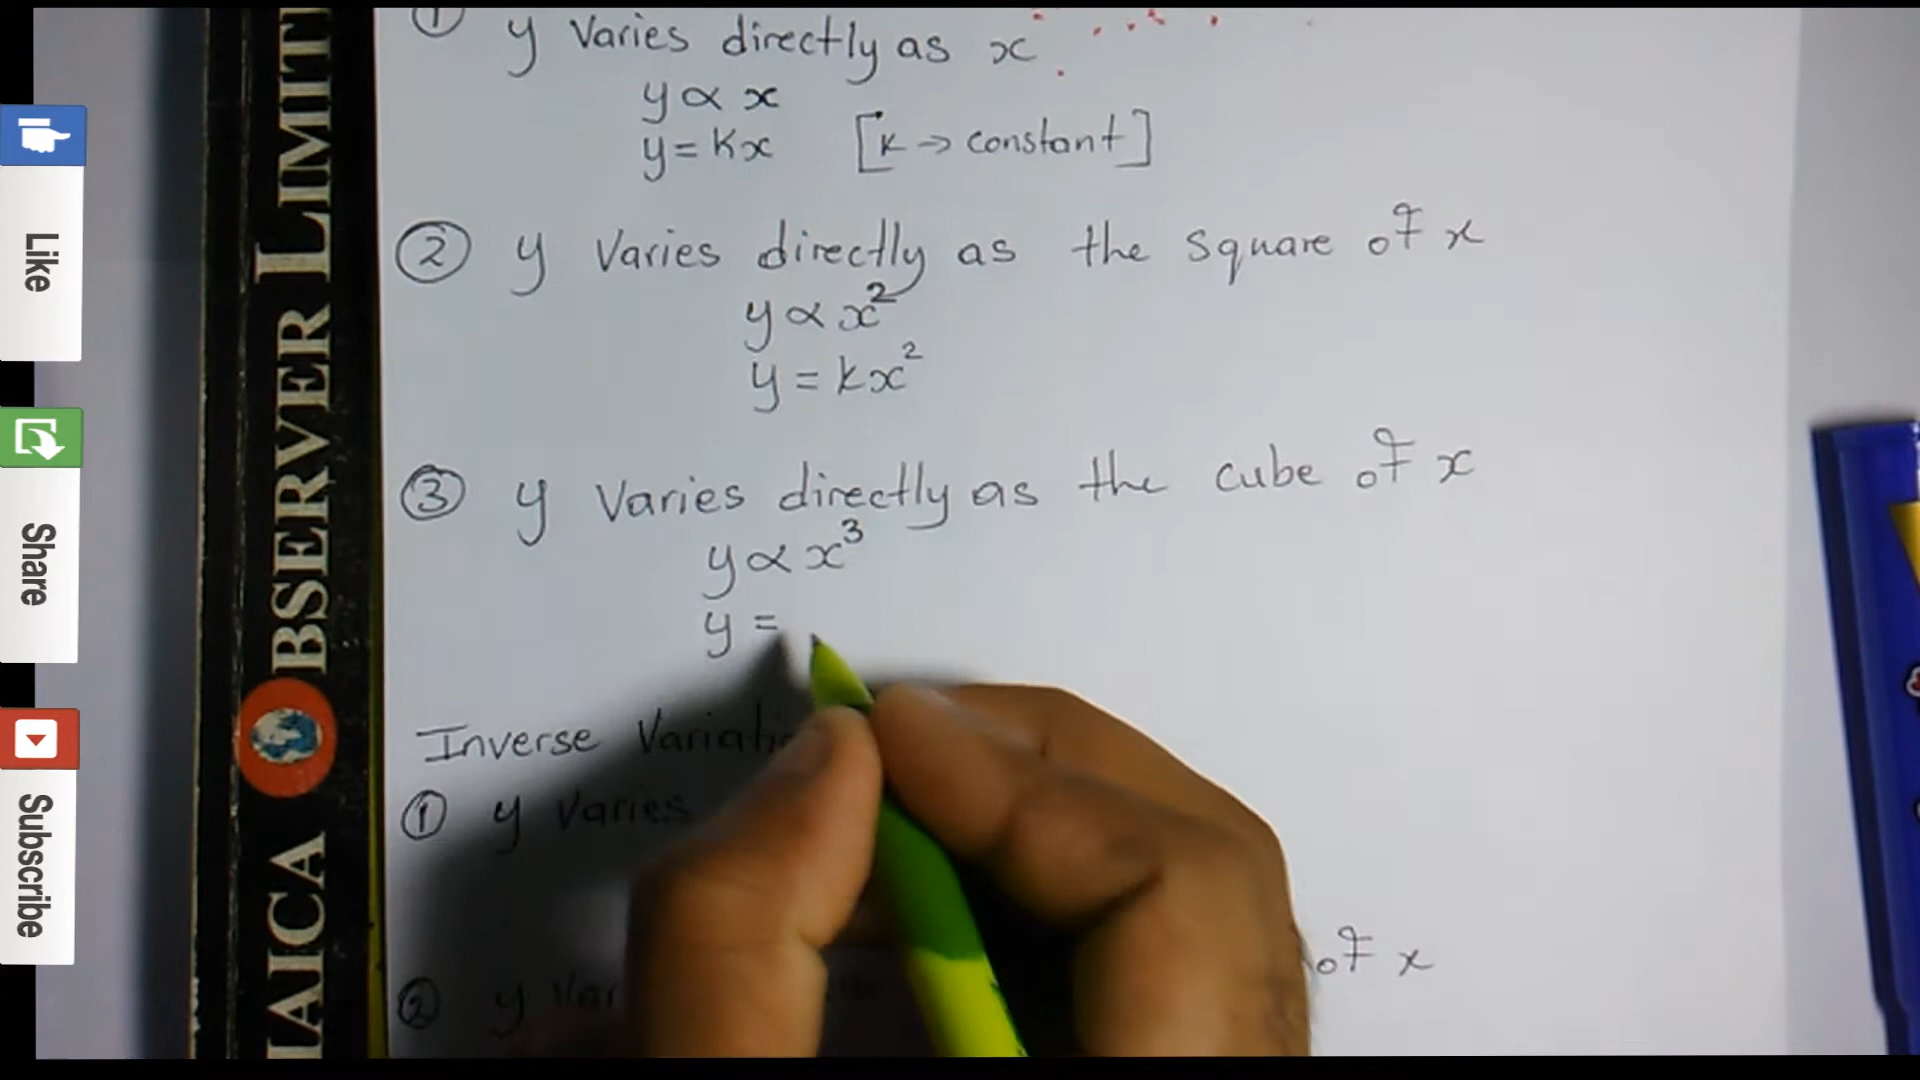 ① y varies directly as x
y ∝ x
y = kx [k → constant]
② y varies directly as the square of x
y ∝ x²
y = kx²
③ y varies directly as the cube of x
y ∝ x³
y =
Inverse
① y varies
② y
of x
Like
Share
Subscribe
BSERVER LIMIT
AICA